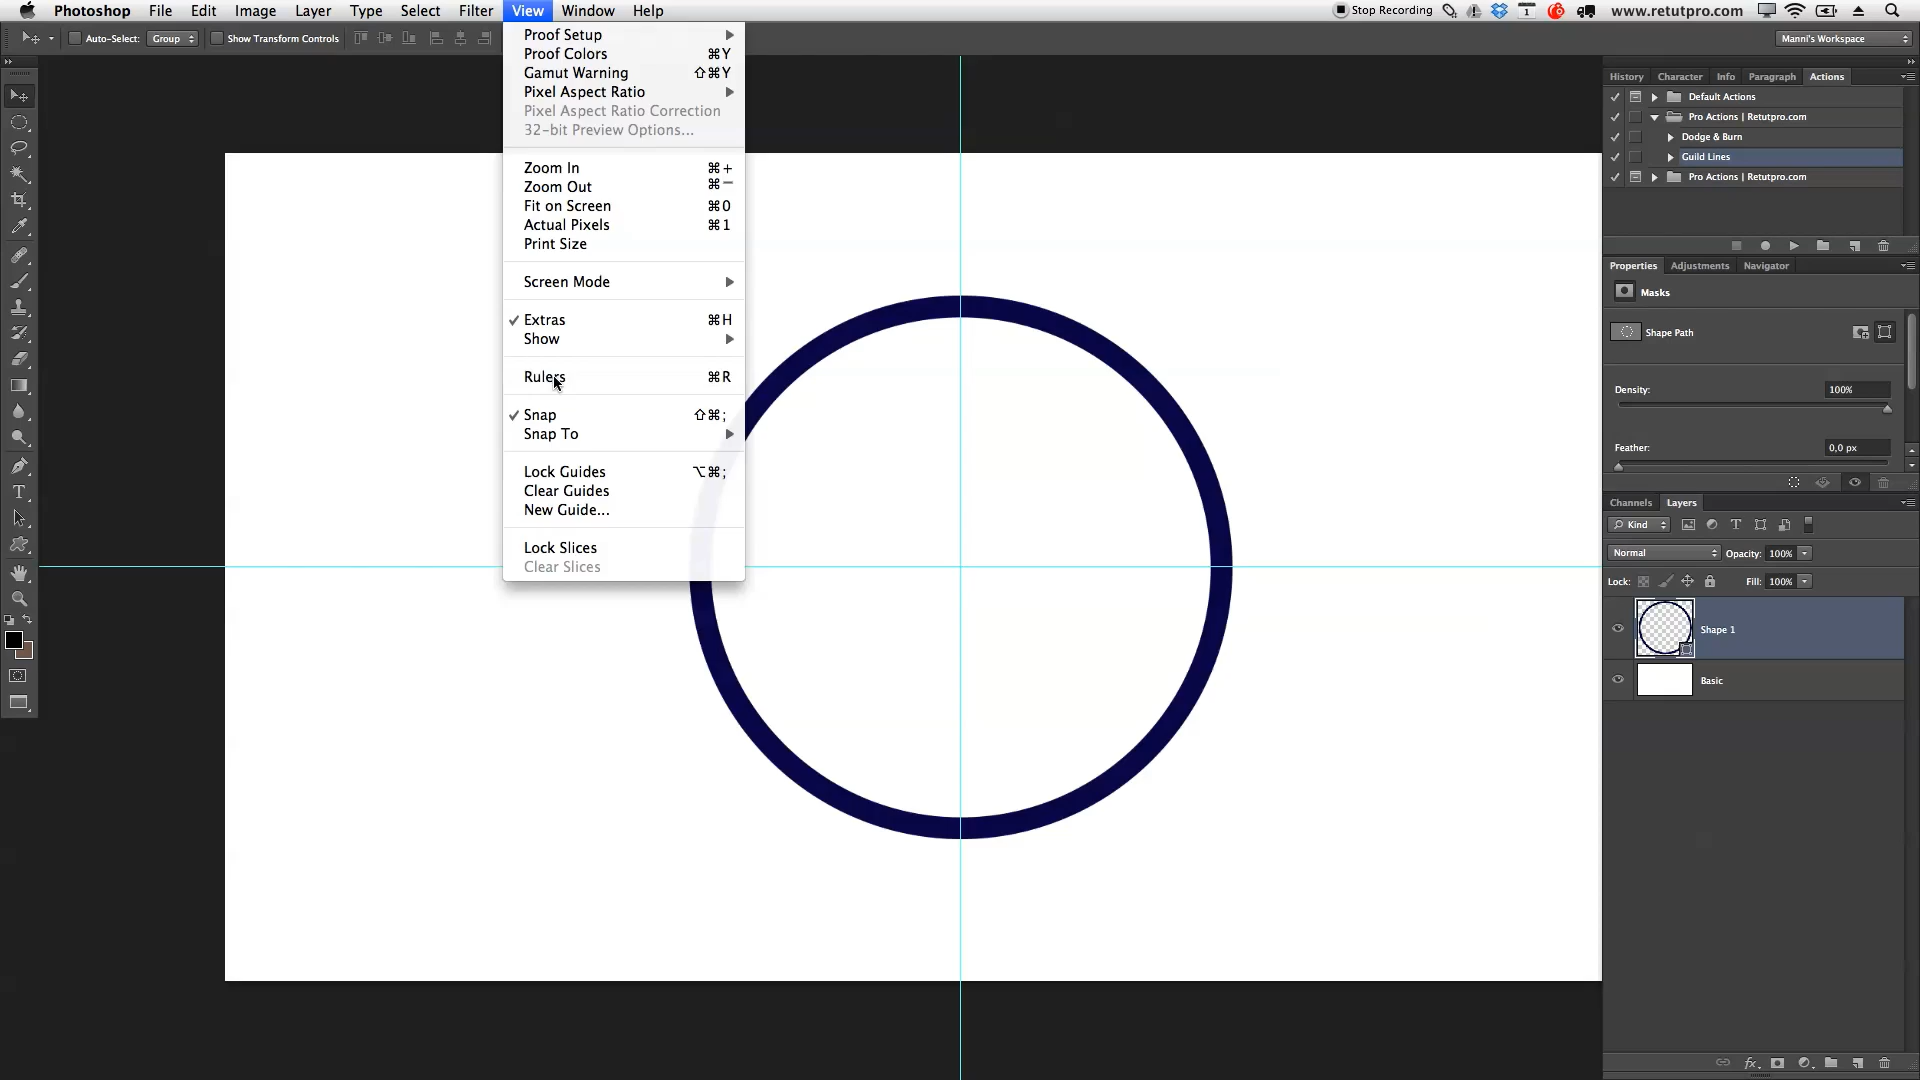 Photoshop File Edit Image Layer Type Select Filter View Window Help Stop Recording 1 www.retutpro.com
Auto-Select: Group Show Transform Controls Manni's Workspace
Proof Setup
Proof Colors ⌘Y
Gamut Warning ⇧⌘Y
Pixel Aspect Ratio
Pixel Aspect Ratio Correction
32-bit Preview Options...
Zoom In ⌘+
Zoom Out ⌘−
Fit on Screen ⌘0
Actual Pixels ⌘1
Print Size
Screen Mode
✓ Extras ⌘H
Show
Rulers ⌘R
✓ Snap ⇧⌘;
Snap To
Lock Guides ⌥⌘;
Clear Guides
New Guide...
Lock Slices
Clear Slices
History Character Info Paragraph Actions
Default Actions
Pro Actions | Retutpro.com
Dodge & Burn
Guild Lines
Pro Actions | Retutpro.com
Properties Adjustments Navigator
Masks
Shape Path
Density: 100%
Feather: 0,0 px
Channels Layers
Kind T
Normal Opacity: 100%
Lock: Fill: 100%
Shape 1
Basic
T
fx